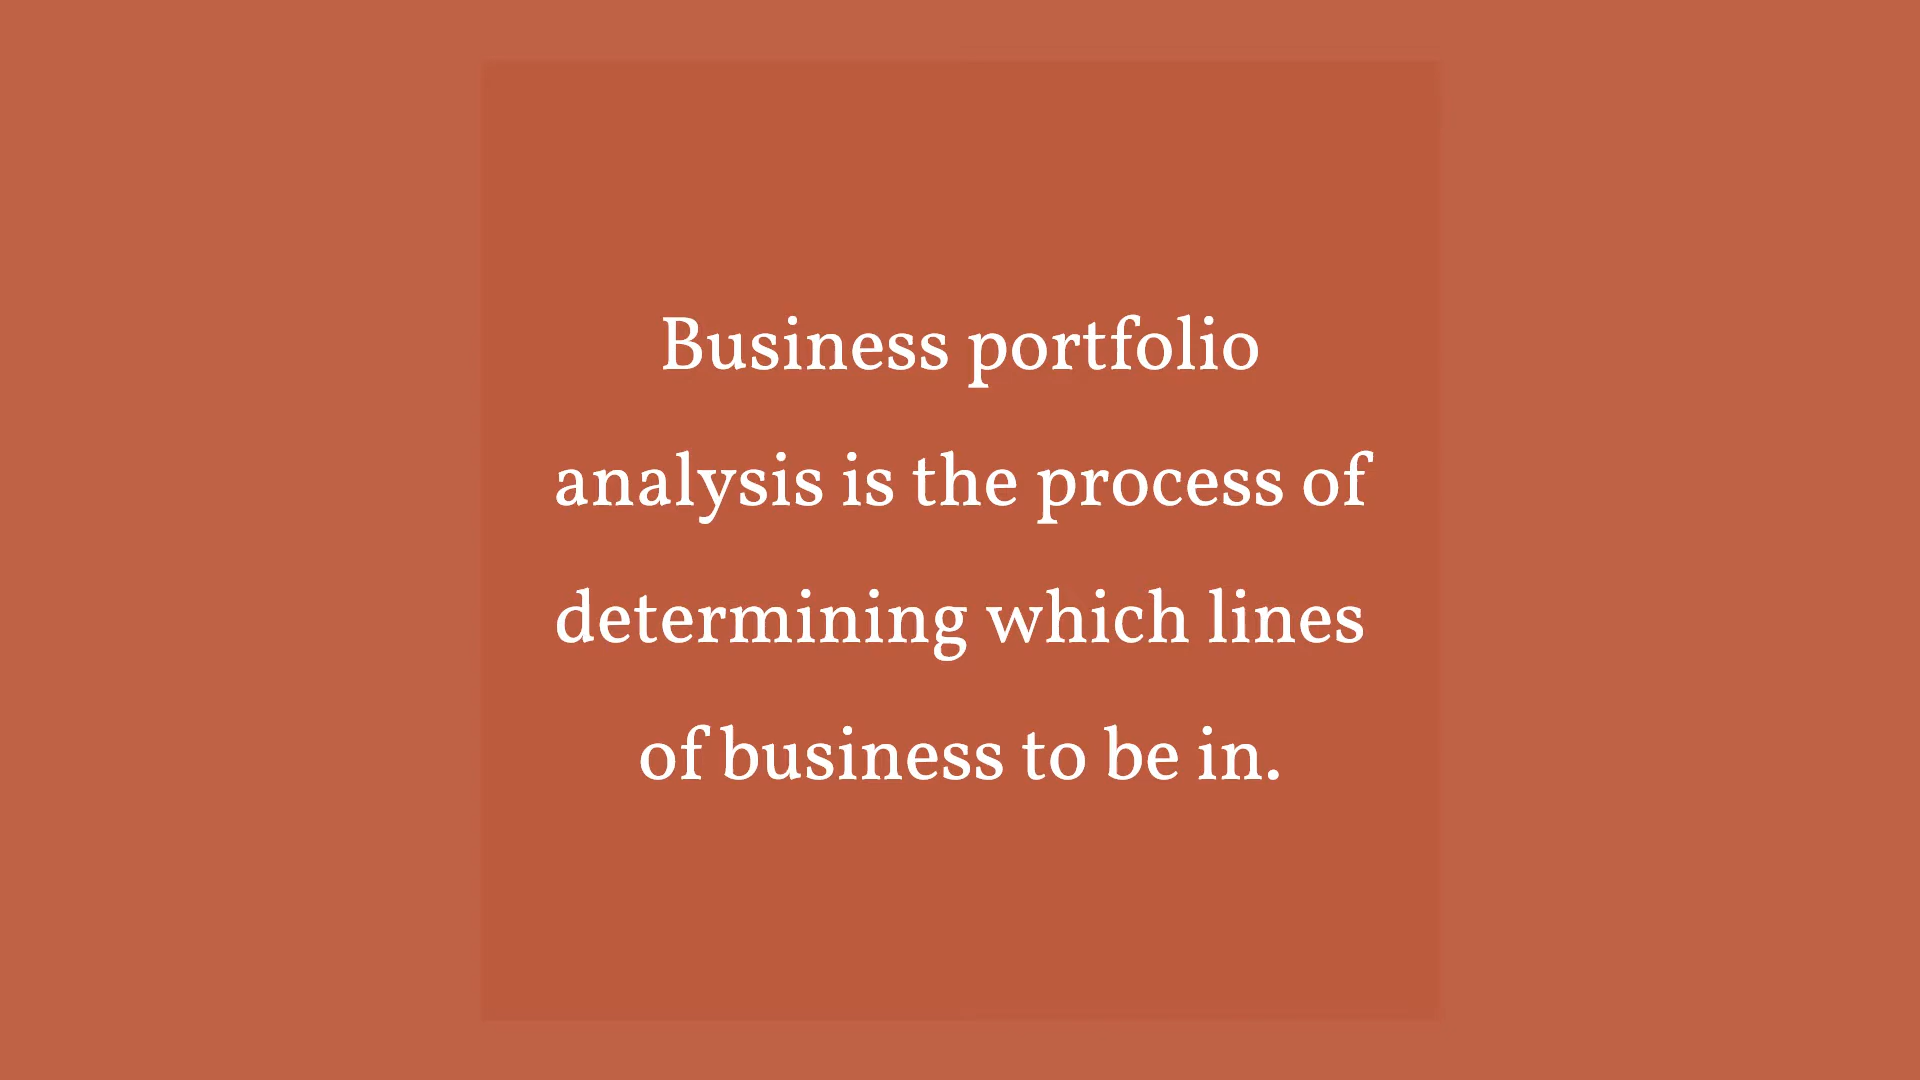 Business portfolio
analysis is the process of
determining which lines
of business to be in.